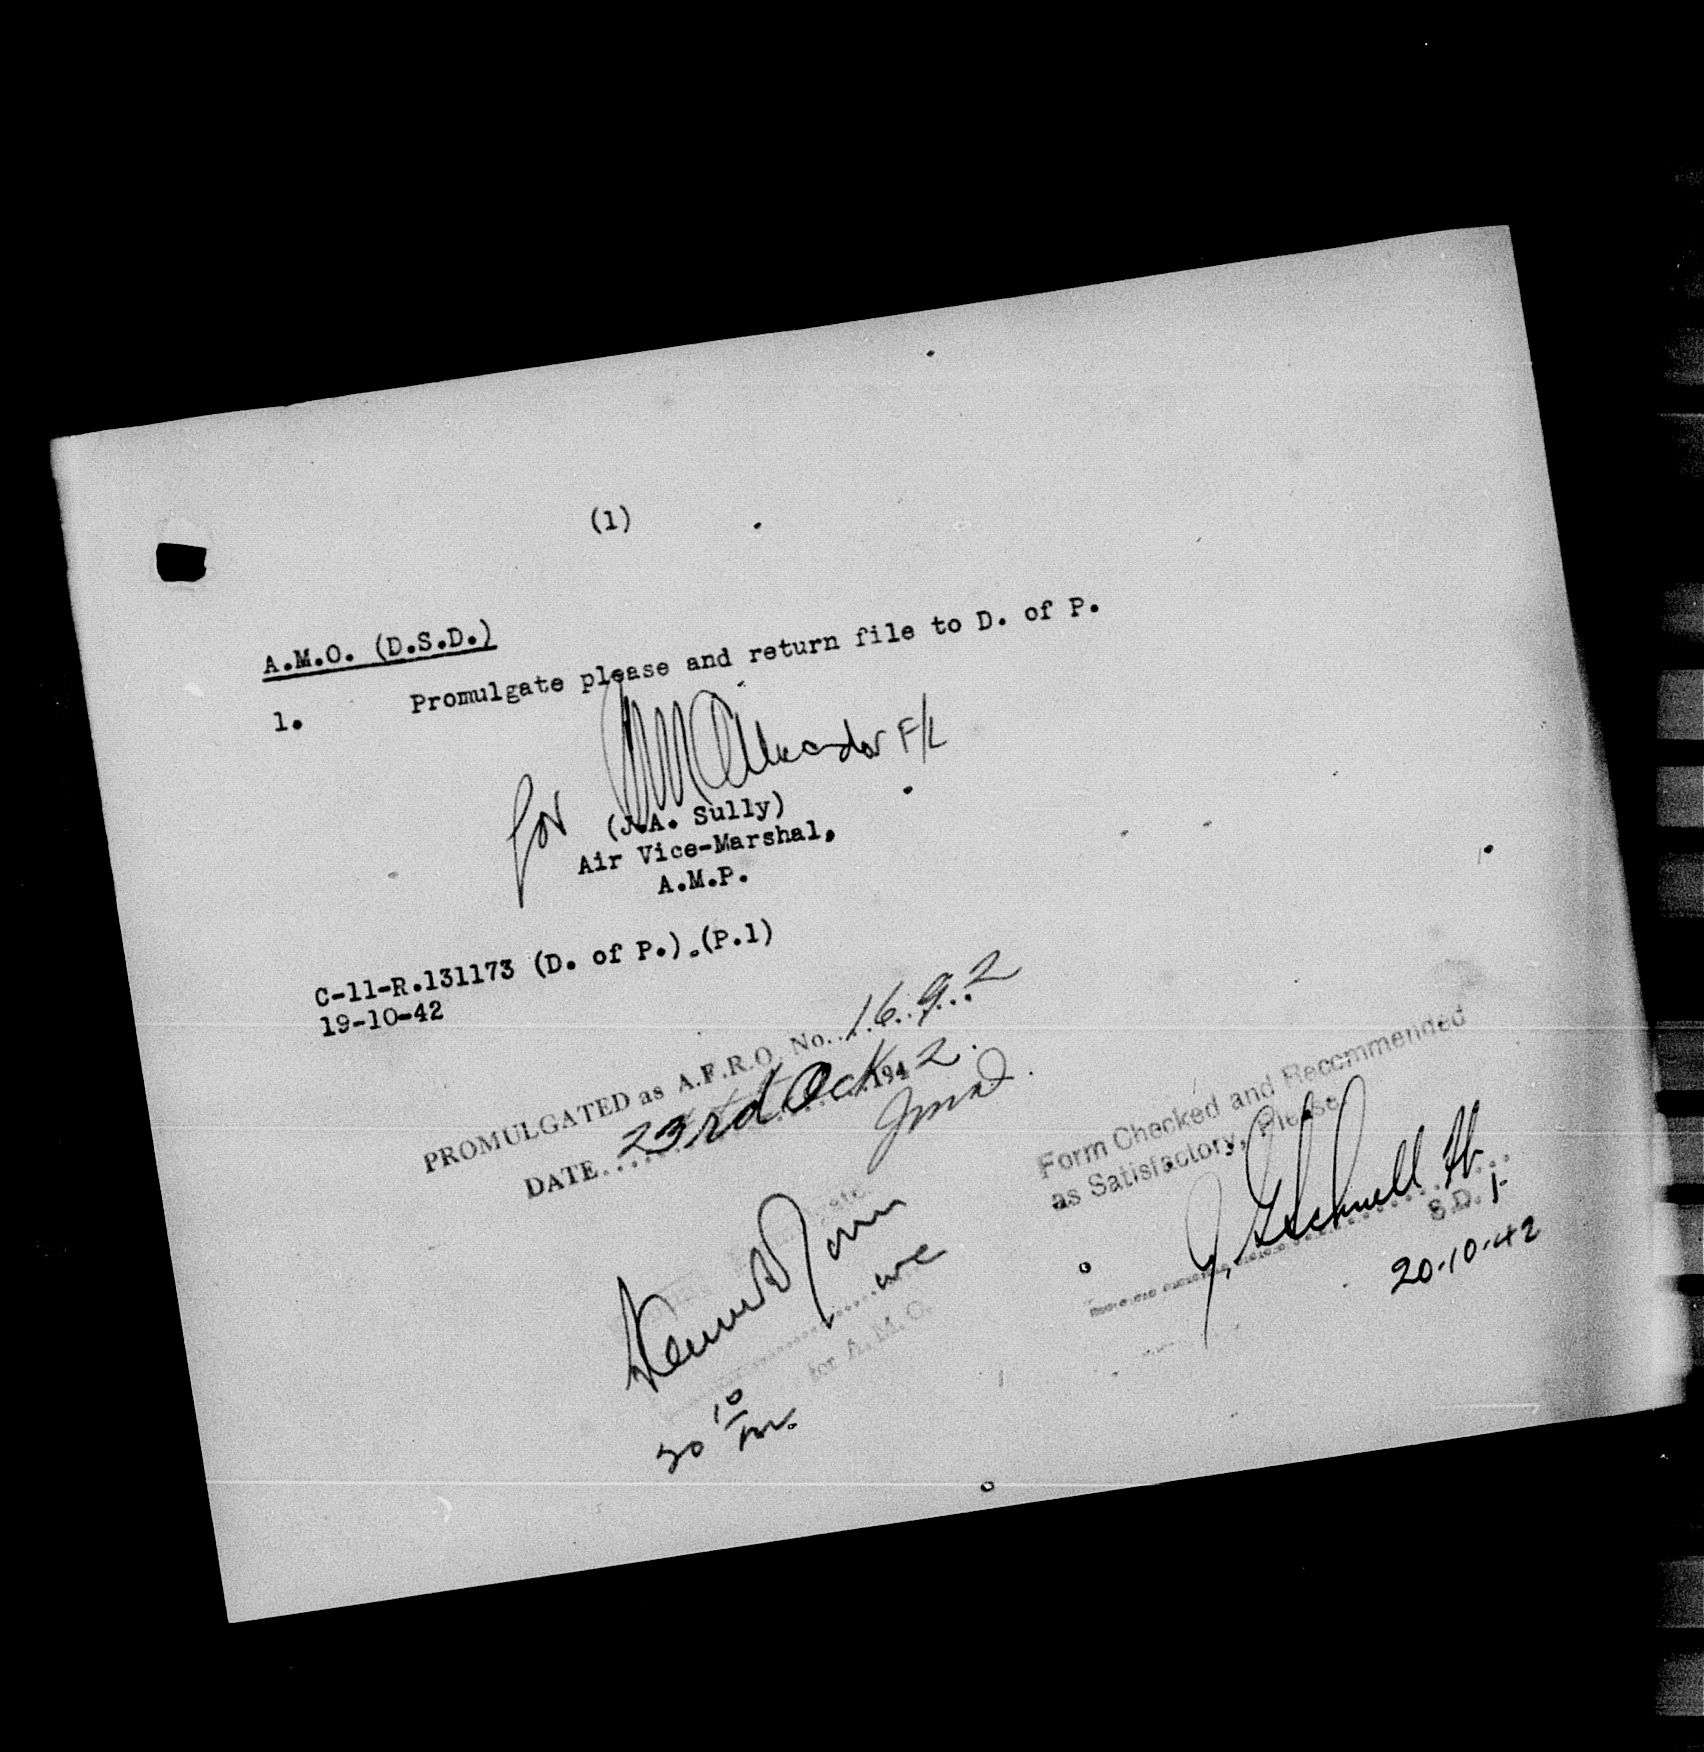 (1)
A.M.O. (D.S.D.)
1. Promulgate please and return file to D. of P.
for Alexander F/L
(J.A. Sully)
Air Vice-Marshal,
A.M.P.
C-11-R.131173 (D. of P.).(P.1)
19-10-42
PROMULGATED as A.F.R.O. No. 1692
DATE 23rd Oct. 1942.
Form Checked and Recommended
as Satisfactory, Please
S.D. 1
20-10-42
for A.M.O.